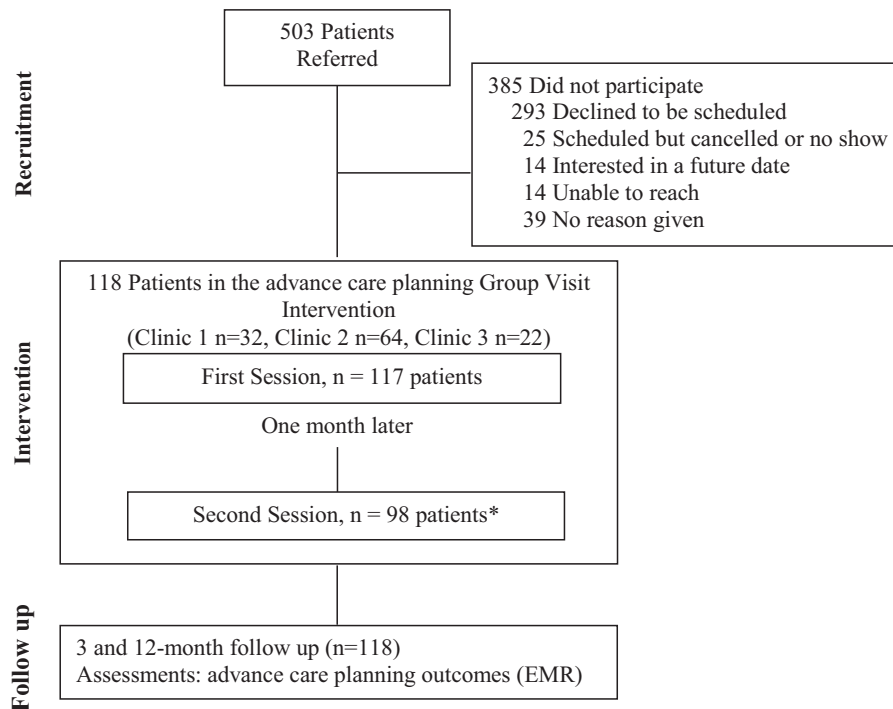 503 Patients
Referred
Recruitment
385 Did not participate
293 Declined to be scheduled
25 Scheduled but cancelled or no show
14 Interested in a future date
14 Unable to reach
39 No reason given
Intervention
118 Patients in the advance care planning Group Visit
Intervention
(Clinic 1 n=32, Clinic 2 n=64, Clinic 3 n=22)
First Session, n = 117 patients
One month later
Second Session, n = 98 patients*
Follow up
3 and 12-month follow up (n=118)
Assessments: advance care planning outcomes (EMR)